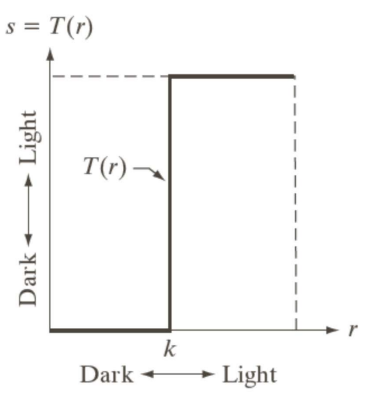 s = T(r)
Dark ↔ Light
T(r)
r
k
Dark ↔ Light